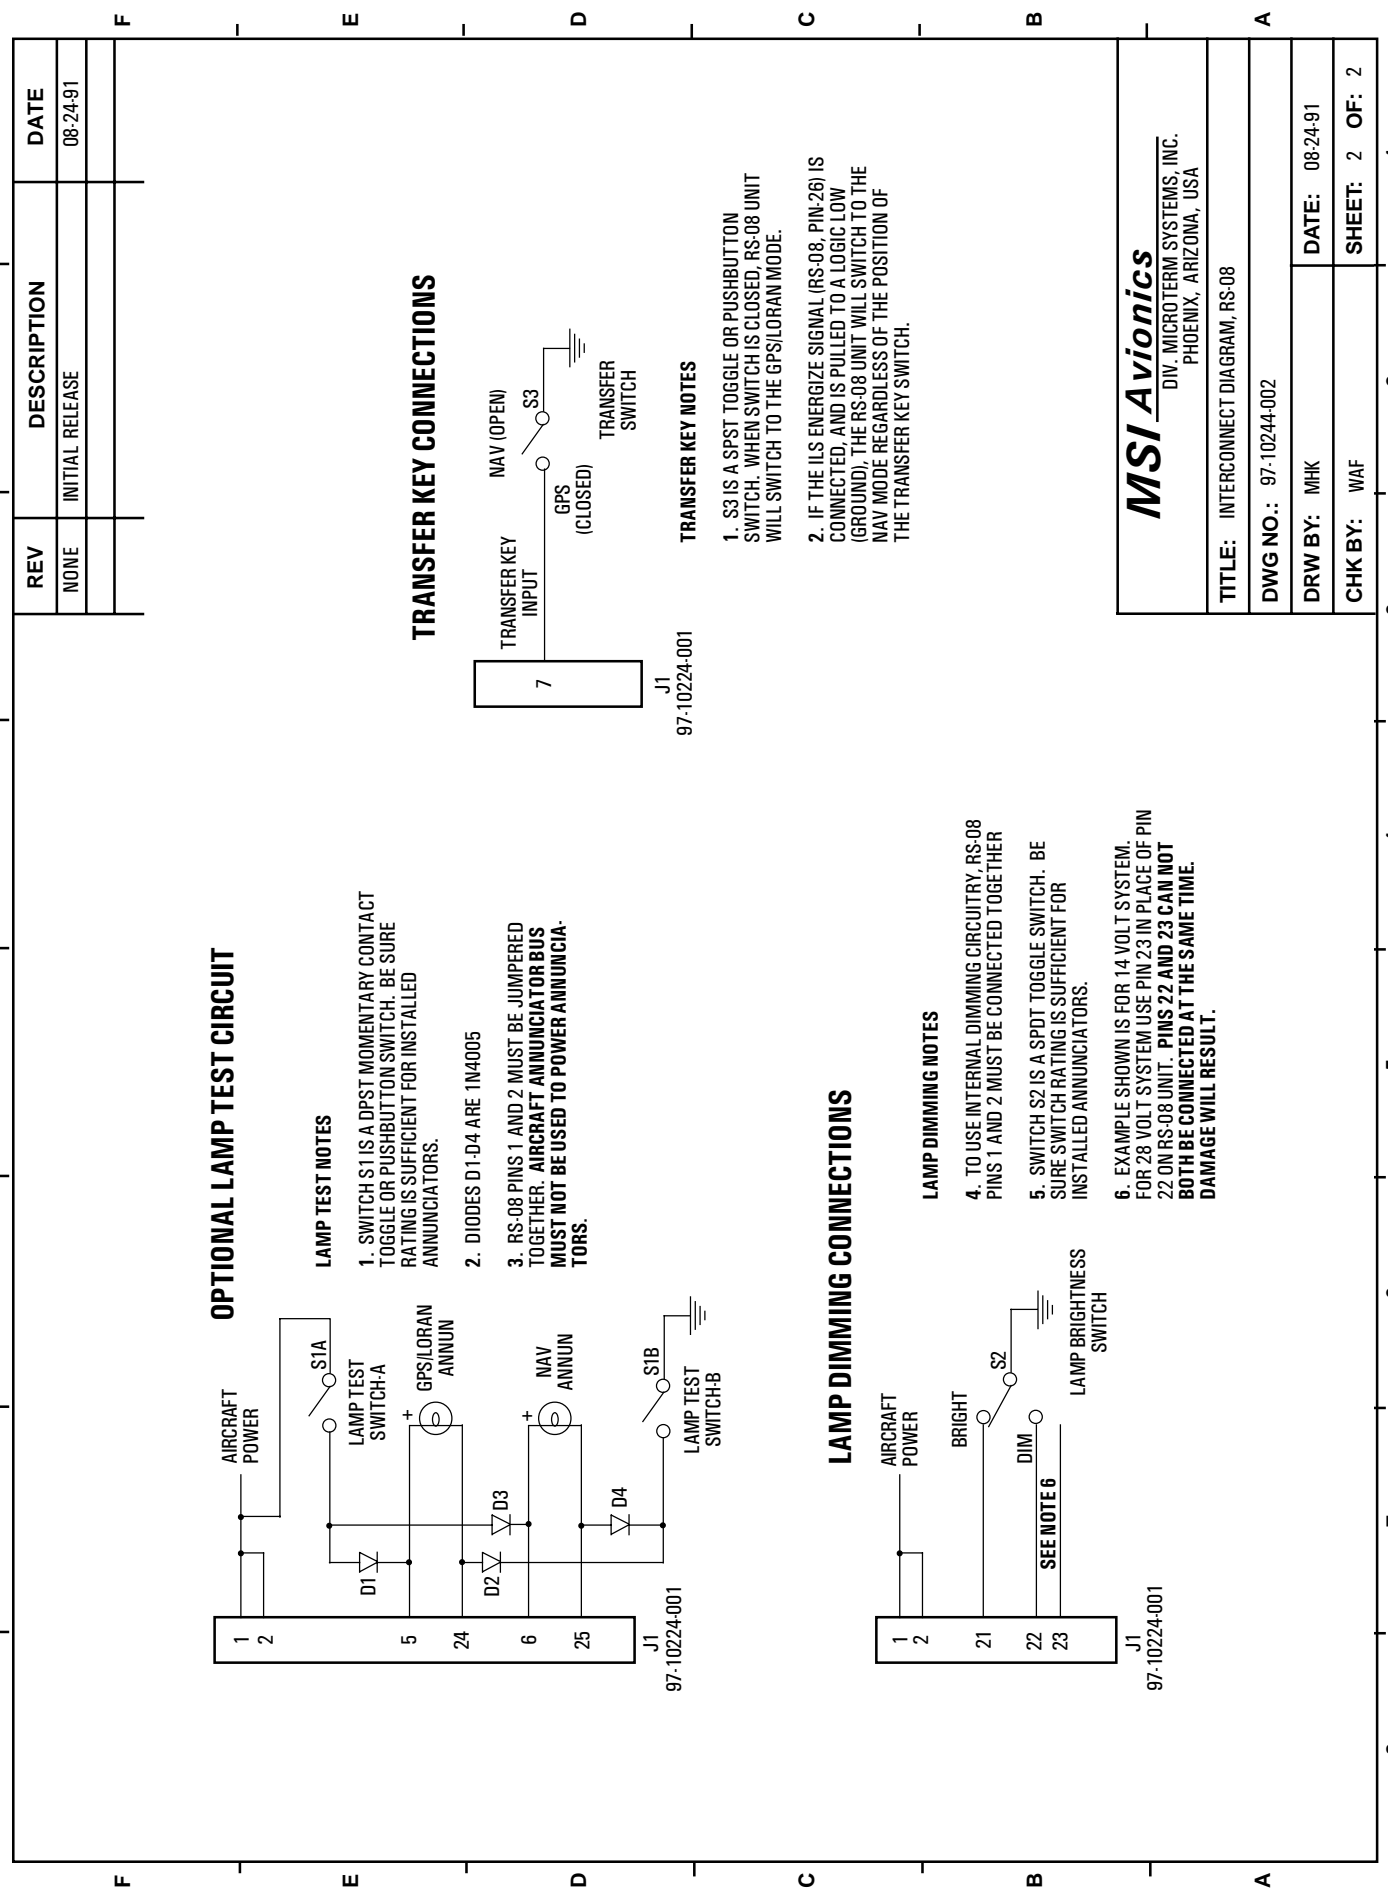 REV DESCRIPTION DATE
NONE INITIAL RELEASE 08-24-91
F
E
D
C
B
A
OPTIONAL LAMP TEST CIRCUIT
AIRCRAFT
POWER
1
2
5
24
6
25
J1
97-10224-001
D1
D2
D3
D4
S1A
LAMP TEST
SWITCH-A
+
GPS/LORAN
ANNUN
+
NAV
ANNUN
S1B
LAMP TEST
SWITCH-B
LAMP TEST NOTES
1. SWITCH S1 IS A DPST MOMENTARY CONTACT
TOGGLE OR PUSHBUTTON SWITCH. BE SURE
RATING IS SUFFICIENT FOR INSTALLED
ANNUNCIATORS.
2. DIODES D1-D4 ARE 1N4005
3. RS-08 PINS 1 AND 2 MUST BE JUMPERED
TOGETHER. AIRCRAFT ANNUNCIATOR BUS
MUST NOT BE USED TO POWER ANNUNCIA-
TORS.
TRANSFER KEY CONNECTIONS
TRANSFER KEY
INPUT
7
J1
97-10224-001
NAV (OPEN)
S3
GPS
(CLOSED)
TRANSFER
SWITCH
TRANSFER KEY NOTES
1. S3 IS A SPST TOGGLE OR PUSHBUTTON
SWITCH. WHEN SWITCH IS CLOSED, RS-08 UNIT
WILL SWITCH TO THE GPS/LORAN MODE.
2. IF THE ILS ENERGIZE SIGNAL (RS-08, PIN-26) IS
CONNECTED, AND IS PULLED TO A LOGIC LOW
(GROUND), THE RS-08 UNIT WILL SWITCH TO THE
NAV MODE REGARDLESS OF THE POSITION OF
THE TRANSFER KEY SWITCH.
LAMP DIMMING CONNECTIONS
AIRCRAFT
POWER
1
2
21
22
23
J1
97-10224-001
BRIGHT
S2
DIM
SEE NOTE 6
LAMP BRIGHTNESS
SWITCH
LAMP DIMMING NOTES
4. TO USE INTERNAL DIMMING CIRCUITRY, RS-08
PINS 1 AND 2 MUST BE CONNECTED TOGETHER
5. SWITCH S2 IS A SPDT TOGGLE SWITCH. BE
SURE SWITCH RATING IS SUFFICIENT FOR
INSTALLED ANNUNCIATORS.
6. EXAMPLE SHOWN IS FOR 14 VOLT SYSTEM.
FOR 28 VOLT SYSTEM USE PIN 23 IN PLACE OF PIN
22 ON RS-08 UNIT. PINS 22 AND 23 CAN NOT
BOTH BE CONNECTED AT THE SAME TIME.
DAMAGE WILL RESULT.
MSI Avionics
DIV. MICROTERM SYSTEMS, INC.
PHOENIX, ARIZONA, USA
TITLE: INTERCONNECT DIAGRAM, RS-08
DWG NO.: 97-10244-002
DRW BY: MHK DATE: 08-24-91
CHK BY: WAF SHEET: 2 OF: 2
F
E
D
C
B
A